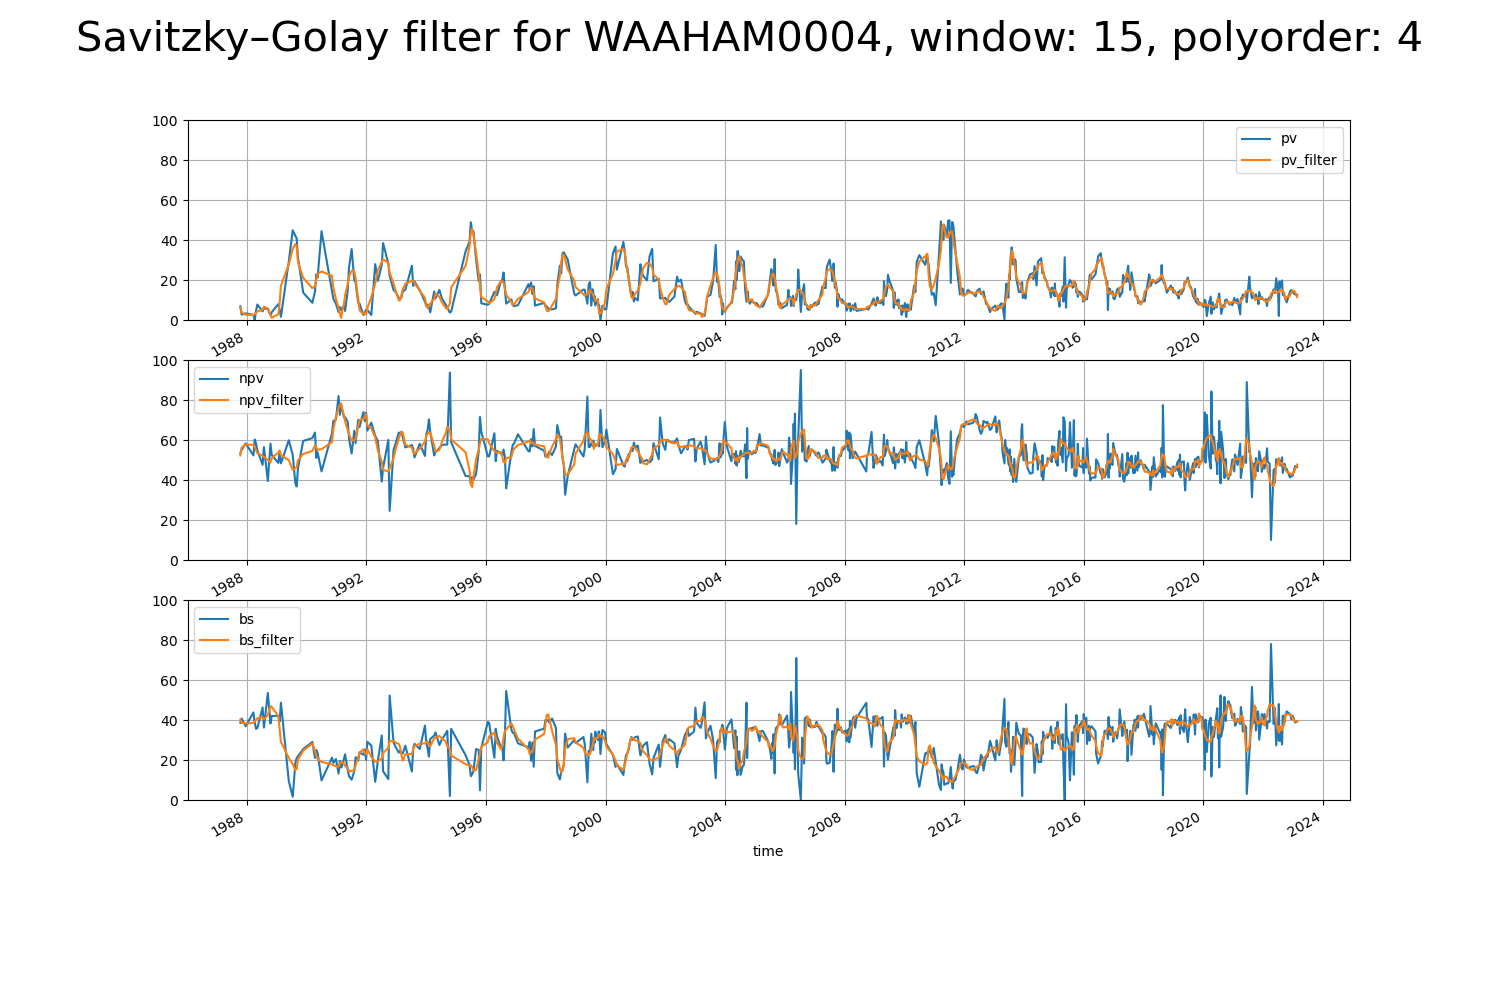 Savitzky–Golay filter for WAAHAM0004, window: 15, polyorder: 4
100
80
60
40
20
0
pv
pv_filter
1988 1992 1996 2000 2004 2008 2012 2016 2020 2024
100
80
60
40
20
0
npv
npv_filter
1988 1992 1996 2000 2004 2008 2012 2016 2020 2024
100
80
60
40
20
0
bs
bs_filter
1988 1992 1996 2000 2004 2008 2012 2016 2020 2024
time